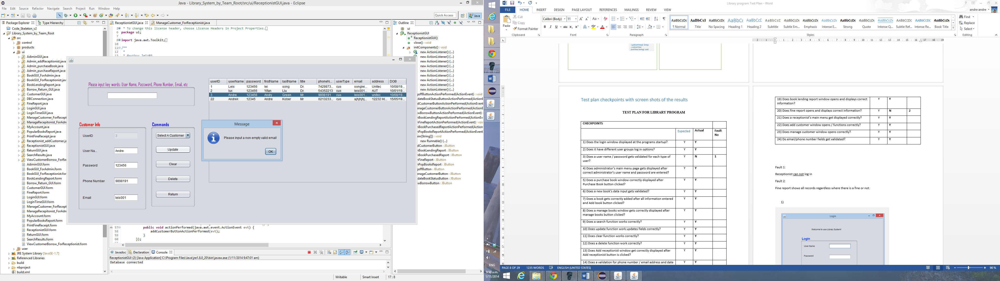 Java - Library_System_by_Team_Root/src/ui/ReceptionistGUI.java - Eclipse
File Edit Source Refactor Navigate Search Project Run Window Help
Quick Access
Java
Package Explorer
Type Hierarchy
Code_Skeleton_v2
Library_System_by_Team_Root
src
control
products
ui
AdiminGUI.java
Admin_addReceptionist.java
Admin_purchaseBook.java
Admin_purchaseReport.java
BookGUI_ForAdmin.java
BookGUI_ForReceptionist.java
BookLendingReport.java
Borrow_Return_GUI.java
CustomerGUI.java
DBConnection.java
FineReport.java
LoginGUI.java
LoginTimeGUI.java
ManageCustomer_ForRecept
ManageRecepitonist_ForAdm
MyAccount.java
PopularBooksReport.java
PrintFineReceipt.java
Receptionist_addCustomer.ja
ReceptionistGUI.java
ReturnGUI.java
SearchResults.java
ViewCustomerBorrow_ForRe
AdiminGUI.form
BookGUI_ForAdmin.form
BookGUI_ForReceptionist.for
BookLendingReport.form
Borrow_Return_GUI.form
CustomerGUI.form
FineReport.form
LoginGUI.form
LoginTimeGUI.form
ManageCustomer_ForRecept
ManageRecepitonist_ForAdm
MyAccount.form
PopularBooksReport.form
PrintFineReceipt.form
ReceptionistGUI.form
ReturnGUI.form
SearchResults.form
ViewCustomerBorrow_ForReceptionist.form
user
JRE System Library [JavaSE-1.7]
Referenced Libraries
build
nbproject
build.xml
ReceptionistGUI.java
ManageCustomer_ForReceptionist.java
2 * To change this license header, choose License Headers in Project Properties.
6 package ui;
7
8 import java.awt.Toolkit;
10
11 /**
12 *
13 * @author leiz03
Please input key words: User Name, Password, Phone Number, Email, etc
userID userName password firstName lastName title phoneN... userType email address DOB
1 Leis 123456 lei song Dr. 7429873... cus songlei... Unitec 10/08/19...
2 lux 123456 Yifan Liu Dr. 54352213 cus leis001... AUT 10/01/19...
3 Andre 123456 Andry Green Mr. 9898191 cus leis001... unitec 10/08/19...
22 Andrek 12345 Andre Kober Mr 0213233... cus ajhjhjhj... 12232 lkl... 15/05/19...
Customer Info
UserID 3
User Na... Andre
Password 123456
Phone Number 9898191
Email leis001
Commands
Select A Customer
Update
Clear
Delete
Return
Message
Please input a non-empty valid email
OK
57 public void actionPerformed(java.awt.event.ActionEvent evt) {
58 addCustomerButtonActionPerformed(evt);
59 }
60 });
Javadoc Declaration Console
ReceptionistGUI (2) [Java Application] C:\Program Files\Java\jre1.8.0_20\bin\javaw.exe (1/11/2014 9:47:01 am)
Database connected
Writable Smart Insert 17 : 8
Outline
ui
ReceptionistGUI
ReceptionistGUI()
close() : void
initComponents() : void
new ActionListener() {...}
new ActionListener() {...}
new ActionListener() {...}
new ActionListener() {...}
new ActionListener() {...}
new ActionListener() {...}
new ActionListener() {...}
new ActionListener() {...}
new ActionListener() {...}
goffButtonActionPerformed(ActionEvent) : void
dateBookStatusButtonActionPerformed(ActionE
dCustomerButtonActionPerformed(ActionEvent
anageCustomerButtonActionPerformed(ActionE
ewBorrowButtonActionPerformed(ActionEvent) :
nBookLendingReportActionPerformed(ActionEv
nFineReportActionPerformed(ActionEvent) : voi
nBookPurchasedReportActionPerformed(Action
nPopBooksReportActionPerformed(ActionEvent
ain(String[]) : void
new Runnable() {...}
dCustomerButton : JButton
nBookLendingReport : JButton
nBookPurchasedReport : JButton
nFineReport : JButton
nPopBooksReport : JButton
goffButton : JButton
anageCustomerButton : JButton
dateBookStatusButton : JButton
ewBorrowButton : JButton
ENG
9:50 a.m.
1/11/2014
Library program Test Plan - Word
FILE HOME INSERT DESIGN PAGE LAYOUT REFERENCES MAILINGS REVIEW VIEW
andre andre
Paste
Cut
Copy
Format Painter
Clipboard
Calibri (Body) 11
Font
Paragraph
Normal Title No Spacing Heading 1 Heading 2 Subtitle Subtle Em... Emphasis Intense E... Strong Quote Intense Q... Subtle Ref... Intense Re... Book Title
Styles
Find
Replace
Select
Editing
+ getExitTime(): String
+ setExitTime
(exitTime:String): void
Test plan checkpoints with screen shots of the results
TEST PLAN FOR LIBRARY PROGRAM
CHECKPOINTS
Expected Actual Fault No
1) Does the login window displayed at the programs startup? Y Y
2) Does it have different user groups log in options? Y Y
3) Does a user name / password gets validated for each type of user? Y N 1
4) Does administrator's main menu page gets displayed after correct administrator's user name and password are entered? Y Y
5) Does a purchase book window correctly displayed after Purchase Book button clicked? Y Y
6) Does a new book's data input gets validated? Y Y
7) Does a book gets correctly added after all information entered and Add book button clicked? Y Y
8) Does a manage books window gets correctly displayed after manage books button clicked? Y Y
9) Does a search function works correctly? Y Y
10) Does update function work updates fields correctly? Y Y
11) Does clear function works correctly? Y Y
12) Does a delete function work correctly? Y Y
13) Does Add receptionist window get correctly displayed after Add receptionist button is clicked? Y Y
14) Does a validation for phone number / email address and date Y Y
19) Does book lending report window opens and displays correct information? Y Y
20) Does fine report opens and displays correct information? Y N 2
21) Does a receptionist's main menu get displayed correctly? Y Y
22) Does add customer window opens / functions correctly? Y Y
23) Does manage customer window opens correctly? Y Y
24) Do email/phone number fields get validated? Y Y
Fault 1:
Receptionist can not log in
Fault 2:
Fine report shows all records regardless where there is a fine or not.
1)
Login
Welcome to use Library System!
Login
User Name
Password
PAGE 8 OF 29 1235 WORDS ENGLISH (UNITED STATES) 90 %